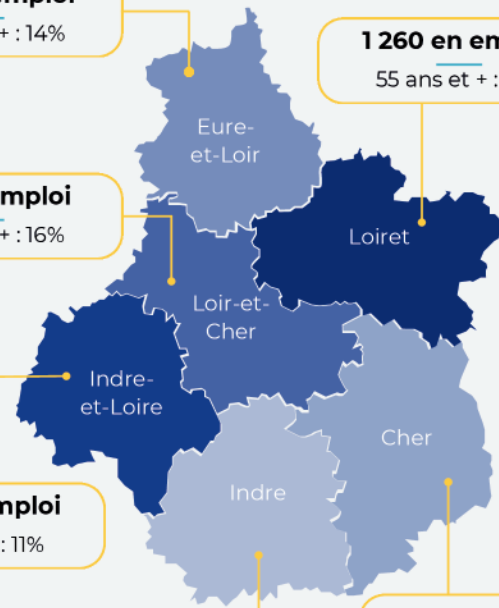 emploi
+ : 14%
1 260 en em
55 ans et + :
Eure-
et-Loir
mploi
+ : 16%
Loiret
Loir-et-
Cher
Indre-
et-Loire
Cher
Indre
mploi
: 11%